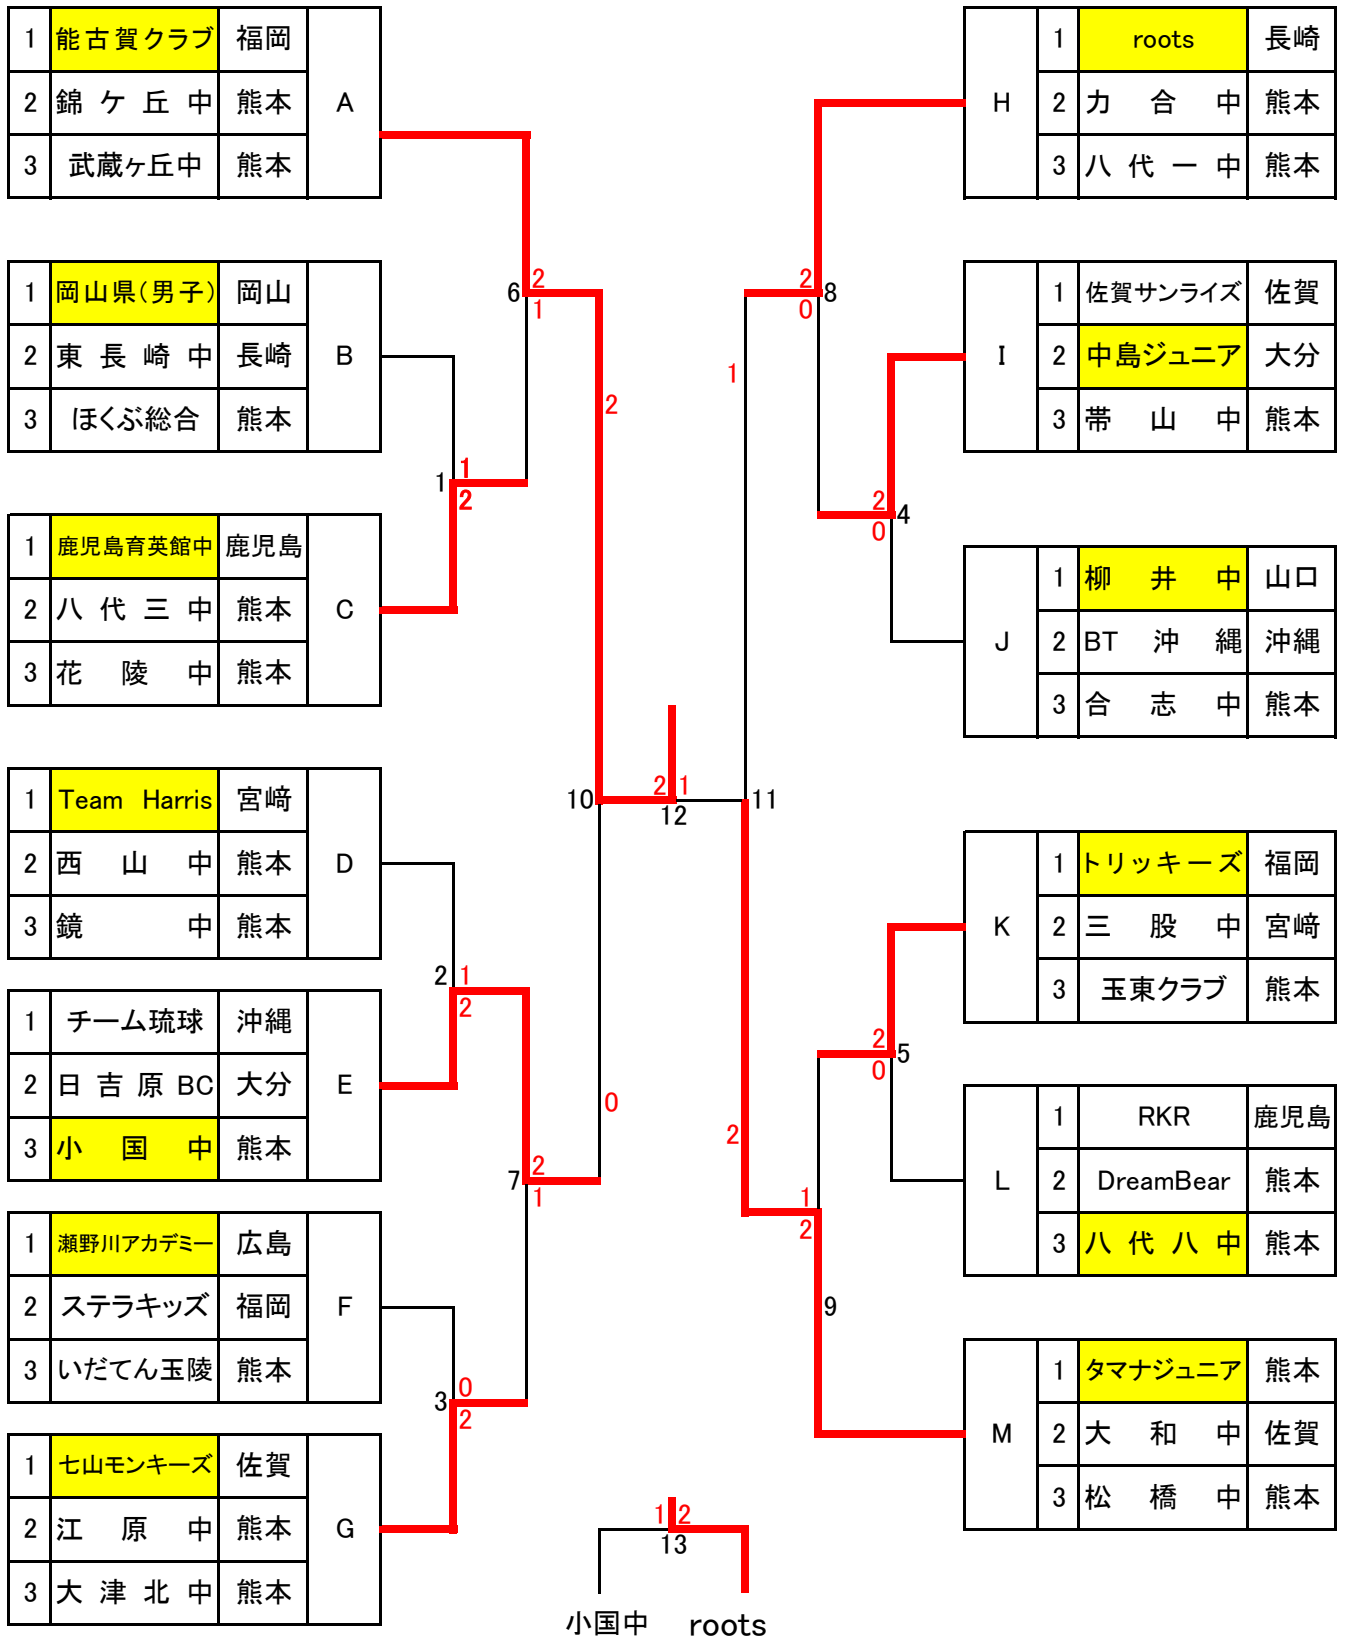 1 能古賀クラブ 福岡
2 錦ケ丘中 熊本 A
3 武蔵ヶ丘中 熊本
1 岡山県(男子) 岡山
2 東長崎中 長崎 B
3 ほくぶ総合 熊本
1 鹿児島育英館中 鹿児島
2 八代三中 熊本 C
3 花陵中 熊本
1 Team Harris 宮﨑
2 西山中 熊本 D
3 鏡中 熊本
1 チーム琉球 沖縄
2 日吉原BC 大分 E
3 小国中 熊本
1 瀬野川アカデミー 広島
2 ステラキッズ 福岡 F
3 いだてん玉陵 熊本
1 七山モンキーズ 佐賀
2 江原中 熊本 G
3 大津北中 熊本
6 2
1
1 1
2
2
2 1
2
7 2
1
3 0
2
10
0
2 1
12
11
1
2
2 8
0
2 4
0
2 5
0
1
2
9
1 2
13
小国中 roots
1 roots 長崎
H 2 力合中 熊本
3 八代一中 熊本
1 佐賀サンライズ 佐賀
I 2 中島ジュニア 大分
3 帯山中 熊本
1 柳井中 山口
J 2 BT沖縄 沖縄
3 合志中 熊本
1 トリッキーズ 福岡
K 2 三股中 宮﨑
3 玉東クラブ 熊本
1 RKR 鹿児島
L 2 DreamBear 熊本
3 八代八中 熊本
1 タマナジュニア 熊本
M 2 大和中 佐賀
3 松橋中 熊本